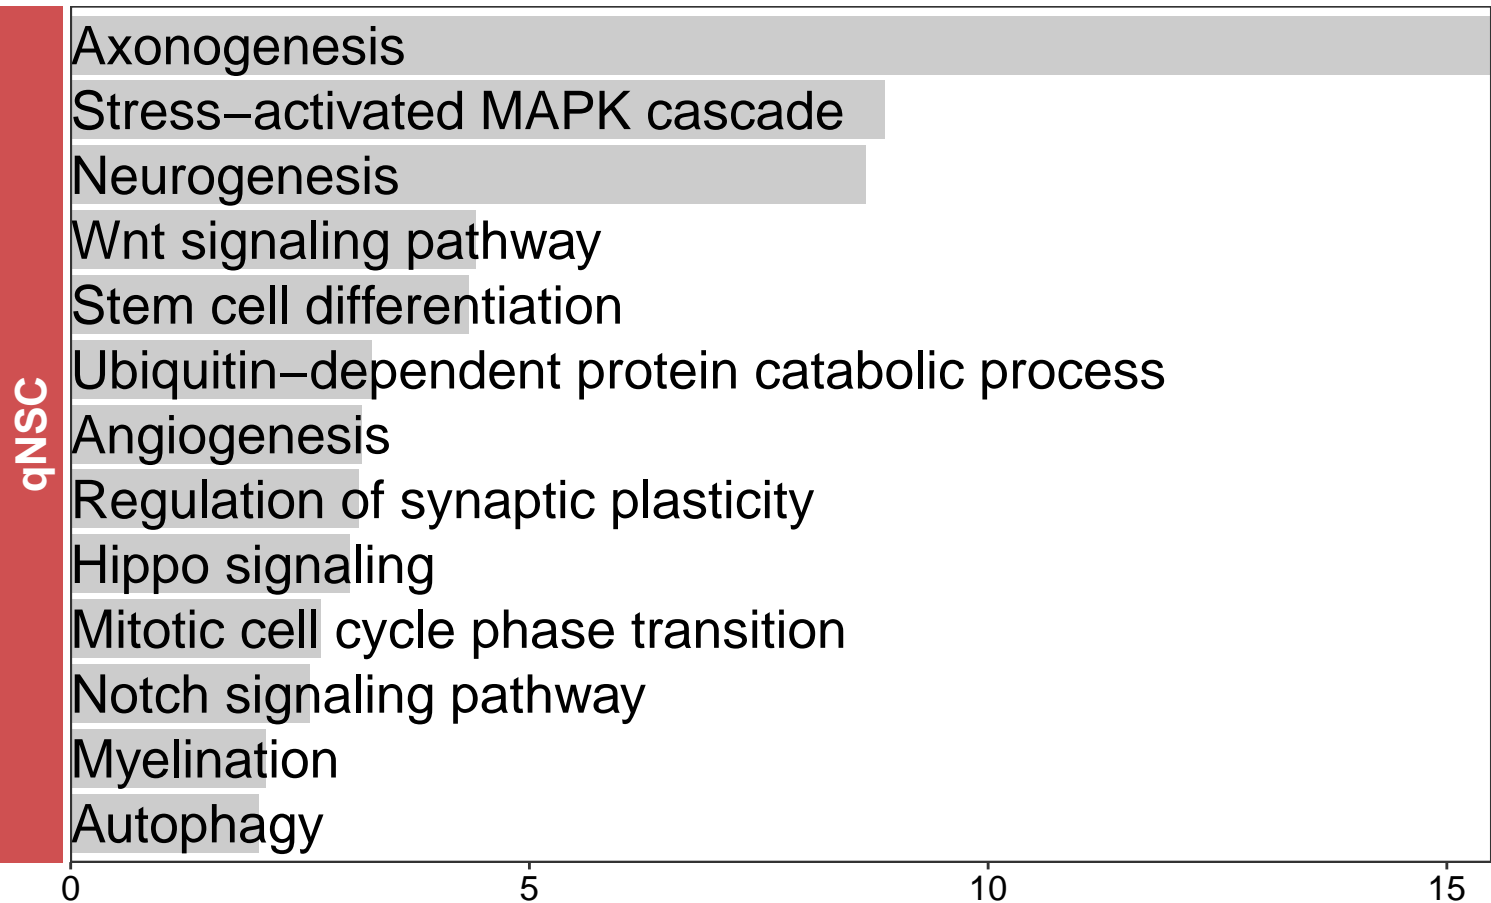 Axonogenesis
Stress−activated MAPK cascade
Neurogenesis
Wnt signaling pathway
Stem cell differentiation
Ubiquitin−dependent protein catabolic process
Angiogenesis
Regulation of synaptic plasticity
Hippo signaling
Mitotic cell cycle phase transition
Notch signaling pathway
Myelination
Autophagy
qNSC
0 5 10 15